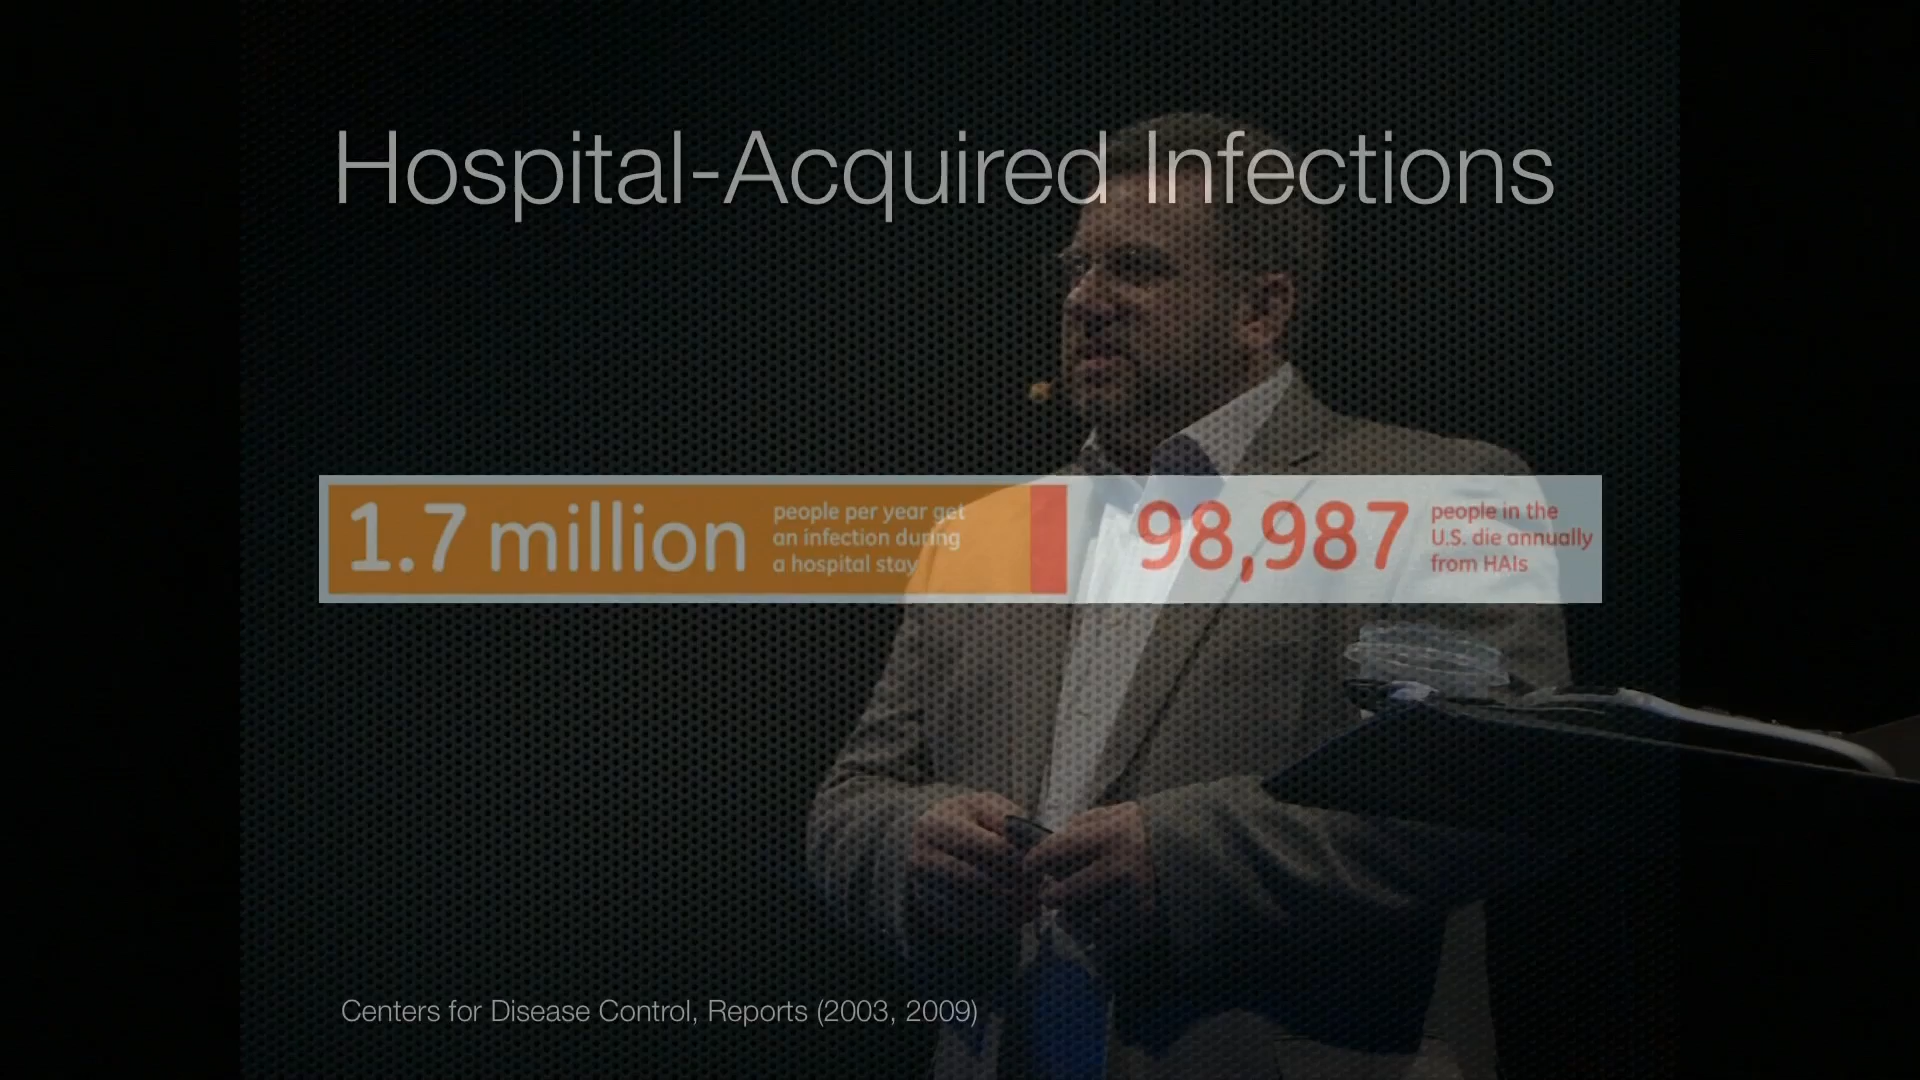 Hospital-Acquired Infections
1.7 million
people per year get
an infection during
a hospital stay
98,987
people in the
U.S. die annually
from HAIs
Centers for Disease Control, Reports (2003, 2009)